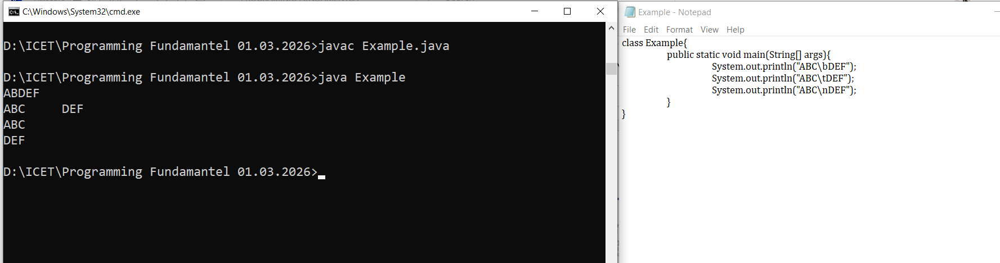 C:\Windows\System32\cmd.exe
D:\ICET\Programming Fundamantel 01.03.2026>javac Example.java
D:\ICET\Programming Fundamantel 01.03.2026>java Example
ABDEF
ABC     DEF
ABC
DEF
D:\ICET\Programming Fundamantel 01.03.2026>
Example - Notepad
File Edit Format View Help
class Example{
public static void main(String[] args){
System.out.println("ABC\bDEF");
System.out.println("ABC\tDEF");
System.out.println("ABC\nDEF");
}
}